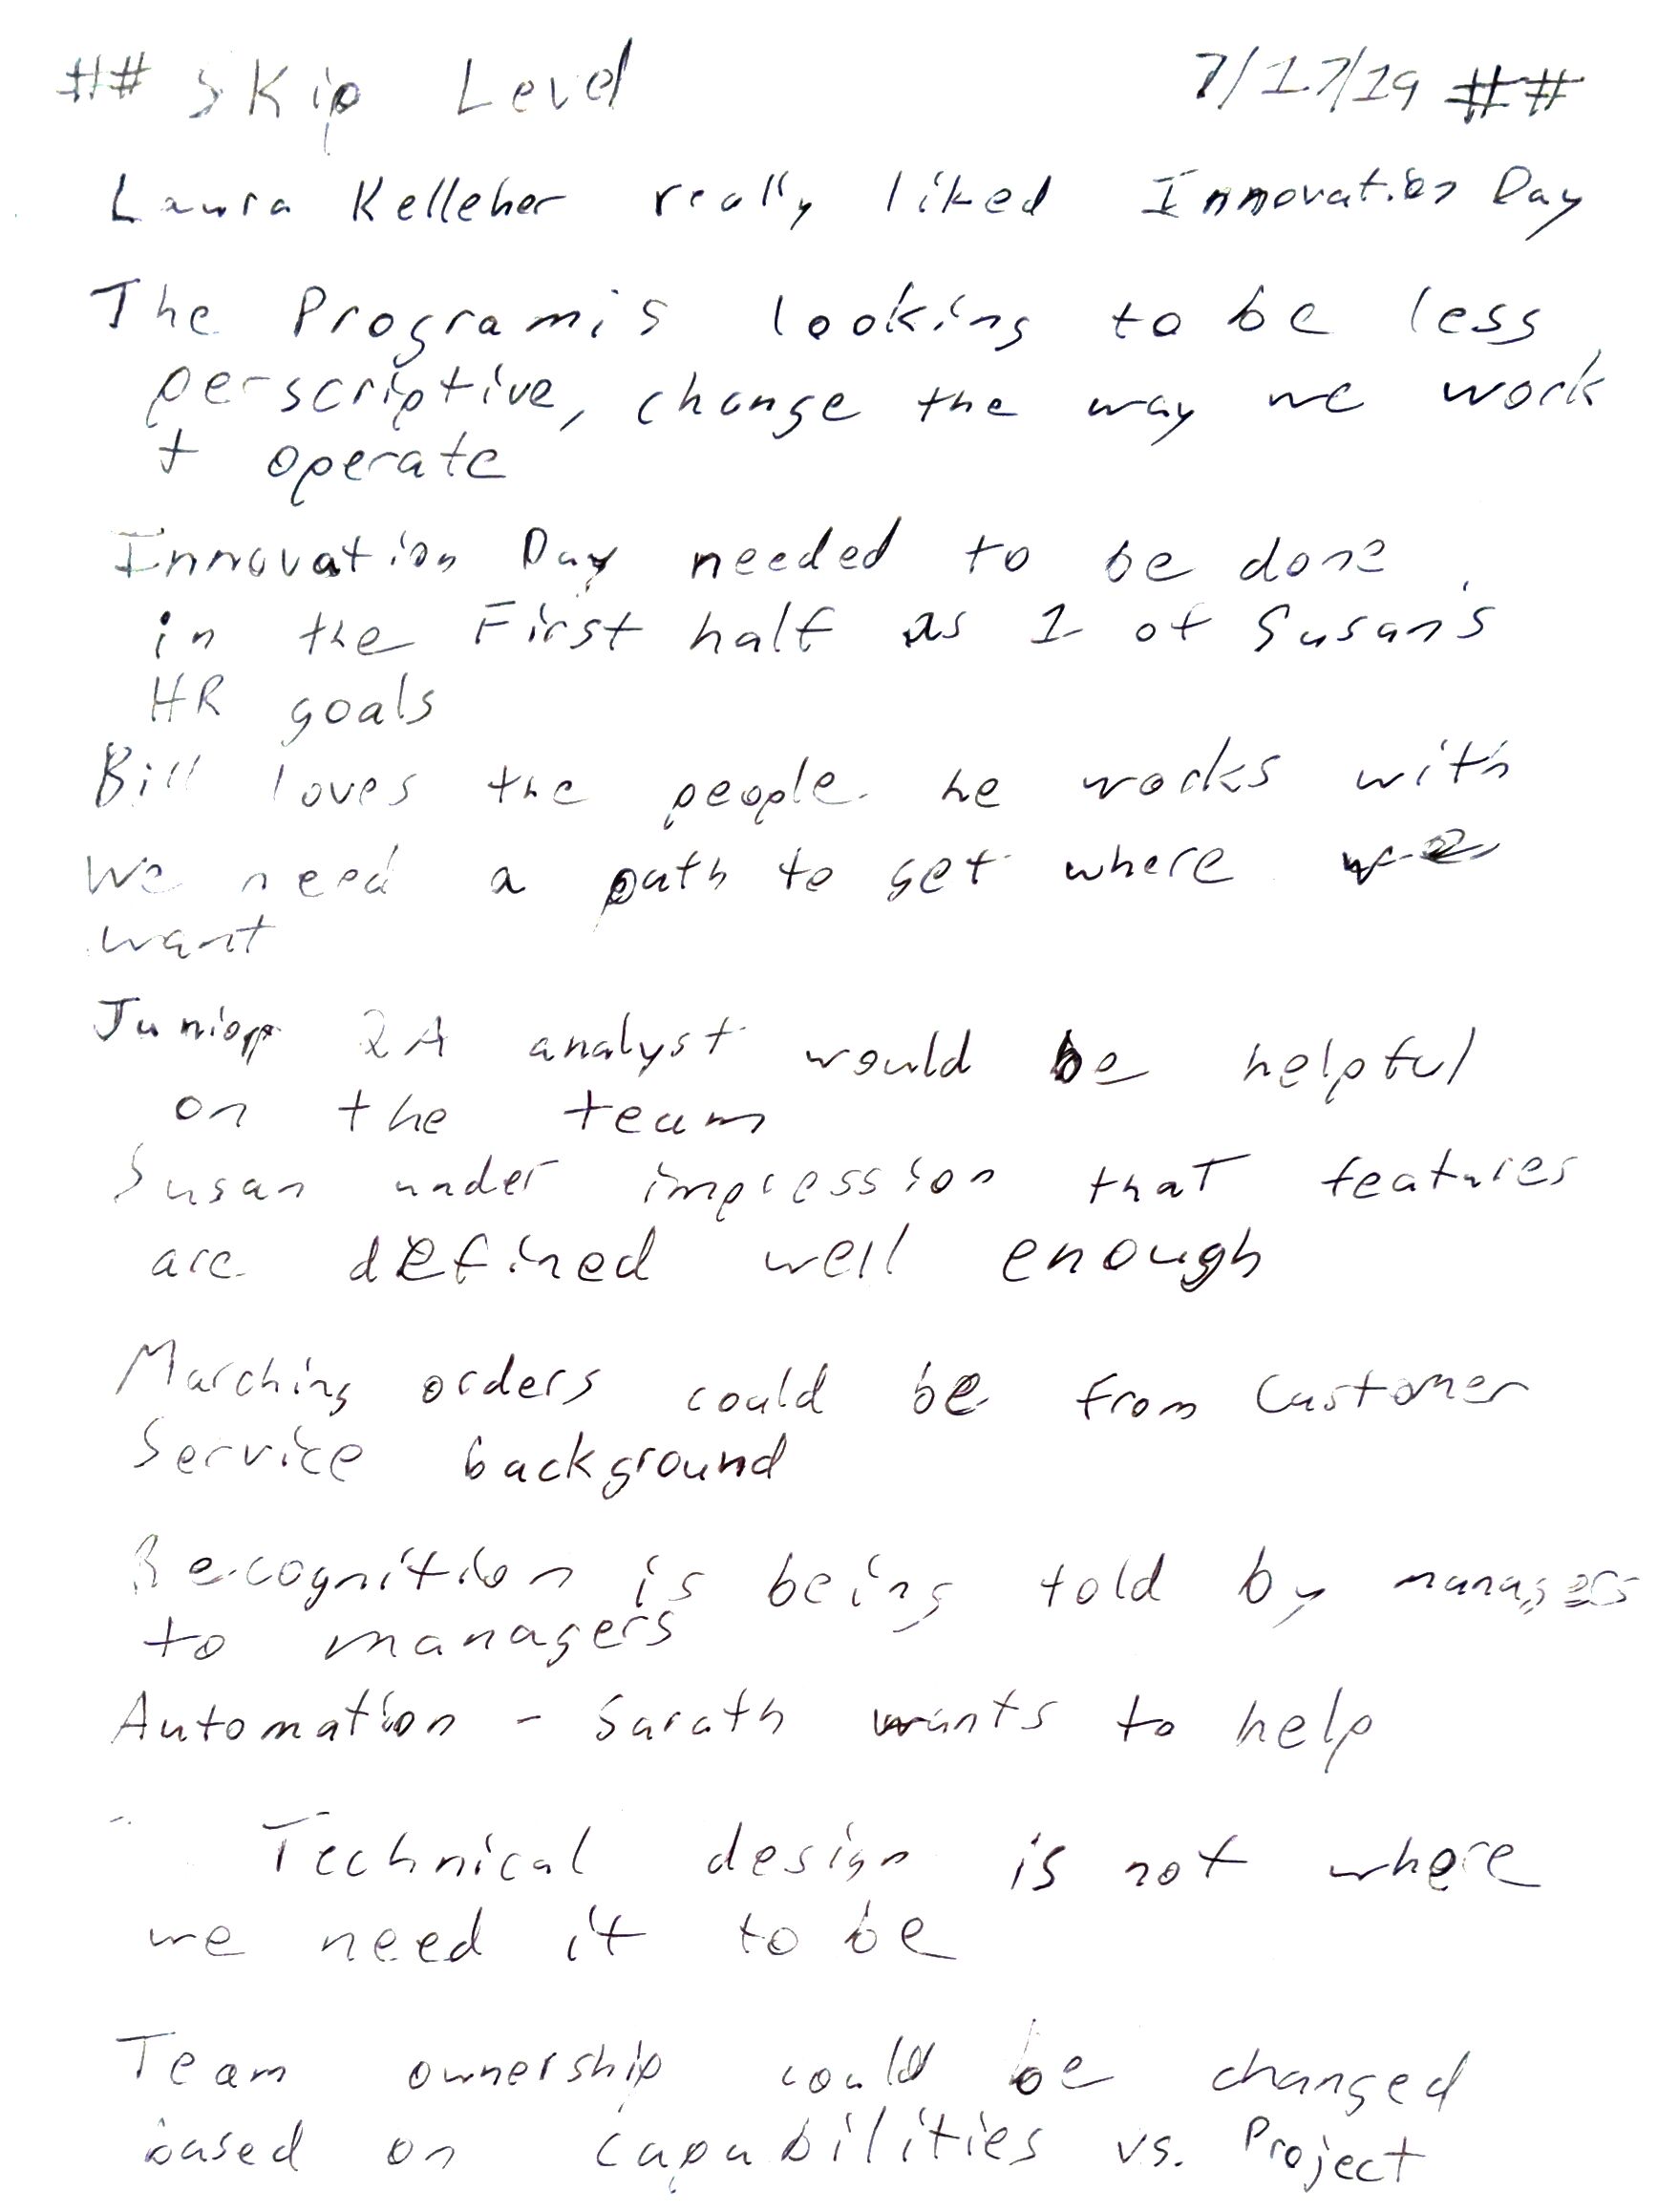 ## Skip Level 7/17/19 ##
Laura Kelleher really liked Innovation Day
The Program is looking to be less
perscriptive, change the way we work
+ operate
Innovation Day needed to be done
in the First half as 1 of Susan's
HR goals
Bill loves the people he works with
We need a path to get where we
want
Junior QA analyst would be helpful
on the team
Susan under impression that features
are defined well enough
Marching orders could be from Customer
Service background
Recognition is being told by managers
to managers
Automation - Sarath wants to help
Technical design is not where
we need it to be
Team ownership could be changed
based on capabilities vs. Project